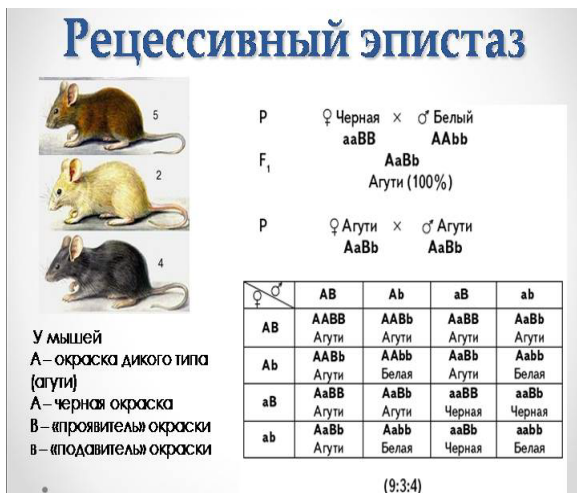 Рецессивный эпистаз
5
2
4
У мышей
А – окраска дикого типа
(агути)
А – черная окраска
В – «проявитель» окраски
в – «подавитель» окраски
P ♀ Черная × ♂ Белый
aaBB AAbb
F₁ AaBb
Агути (100%)
P ♀ Агути × ♂ Агути
AaBb AaBb
♀ ♂ AB Ab aB ab
AB AABB AABb AaBB AaBb
Агути Агути Агути Агути
Ab AABb AAbb AaBb Aabb
Агути Белая Агути Белая
aB AaBB AaBb aaBB aaBb
Агути Агути Черная Черная
ab AaBb Aabb aaBb aabb
Агути Белая Черная Белая
(9:3:4)